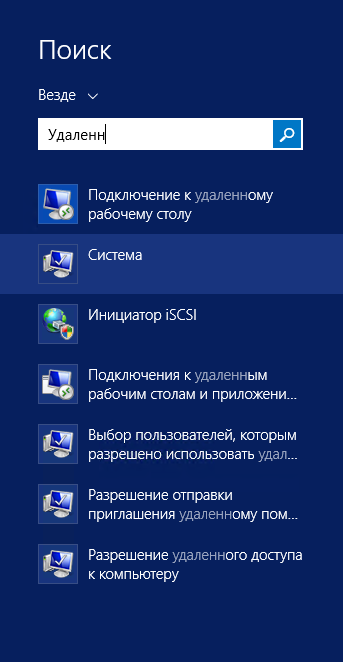 Поиск
Везде
Удаленн
Подключение к удаленному
рабочему столу
Система
Инициатор iSCSI
Подключения к удаленным
рабочим столам и приложени...
Выбор пользователей, которым
разрешено использовать удал...
Разрешение отправки
приглашения удаленному пом...
Разрешение удаленного доступа
к компьютеру